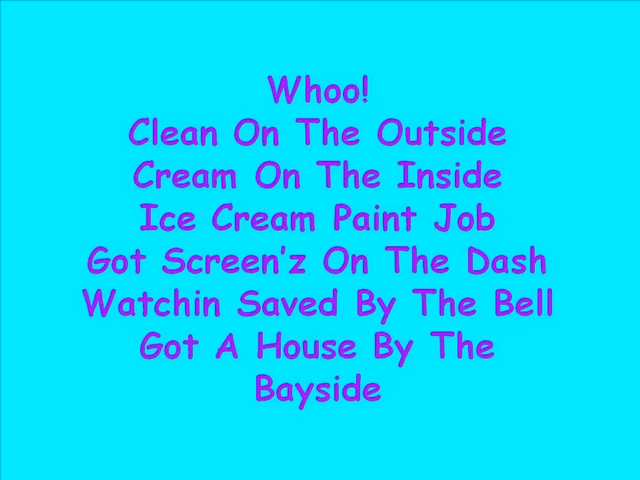 Whoo!
Clean On The Outside
Cream On The Inside
Ice Cream Paint Job
Got Screen'z On The Dash
Watchin Saved By The Bell
Got A House By The
Bayside